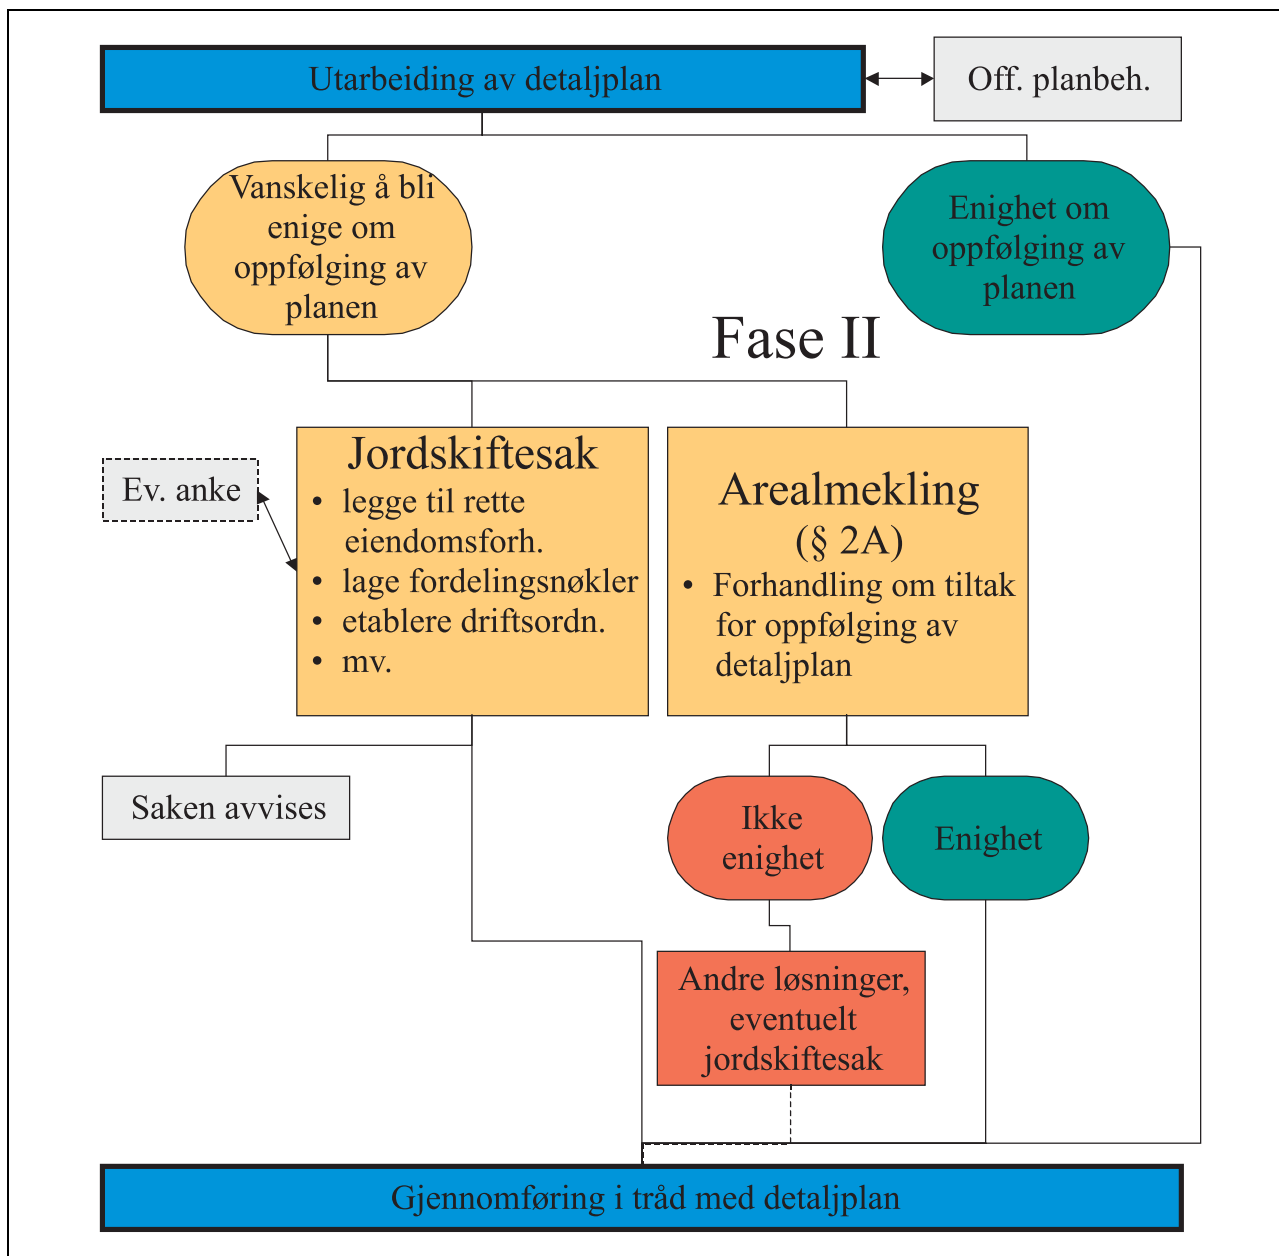 Utarbeiding av detaljplan
Off. planbeh.
Vanskelig å bli
enige om
oppfølging av
planen
Enighet om
oppfølging av
planen
Fase II
Jordskiftesak
• legge til rette
eiendomsforh.
• lage fordelingsnøkler
• etablere driftsordn.
• mv.
Ev. anke
Arealmekling
(§ 2A)
• Forhandling om tiltak
for oppfølging av
detaljplan
Saken avvises
Ikke
enighet
Enighet
Andre løsninger,
eventuelt
jordskiftesak
Gjennomføring i tråd med detaljplan